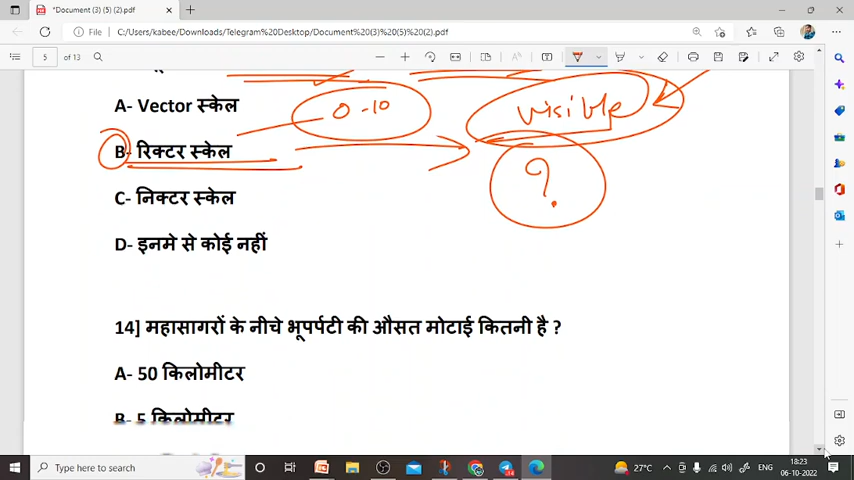 *Document (3) (5) (2).pdf
File
C:/Users/kabee/Downloads/Telegram%20Desktop/Document%20(3)%20(5)%20(2).pdf
5 of 13
A- Vector स्केल
0-10
visible
B- रिक्टर स्केल
?
C- निक्टर स्केल
D- इनमे से कोई नहीं
14] महासागरों के नीचे भूपर्पटी की औसत मोटाई कितनी है ?
A- 50 किलोमीटर
B- 5 किलोमीटर
Type here to search
27°C
ENG
18:23
06-10-2022